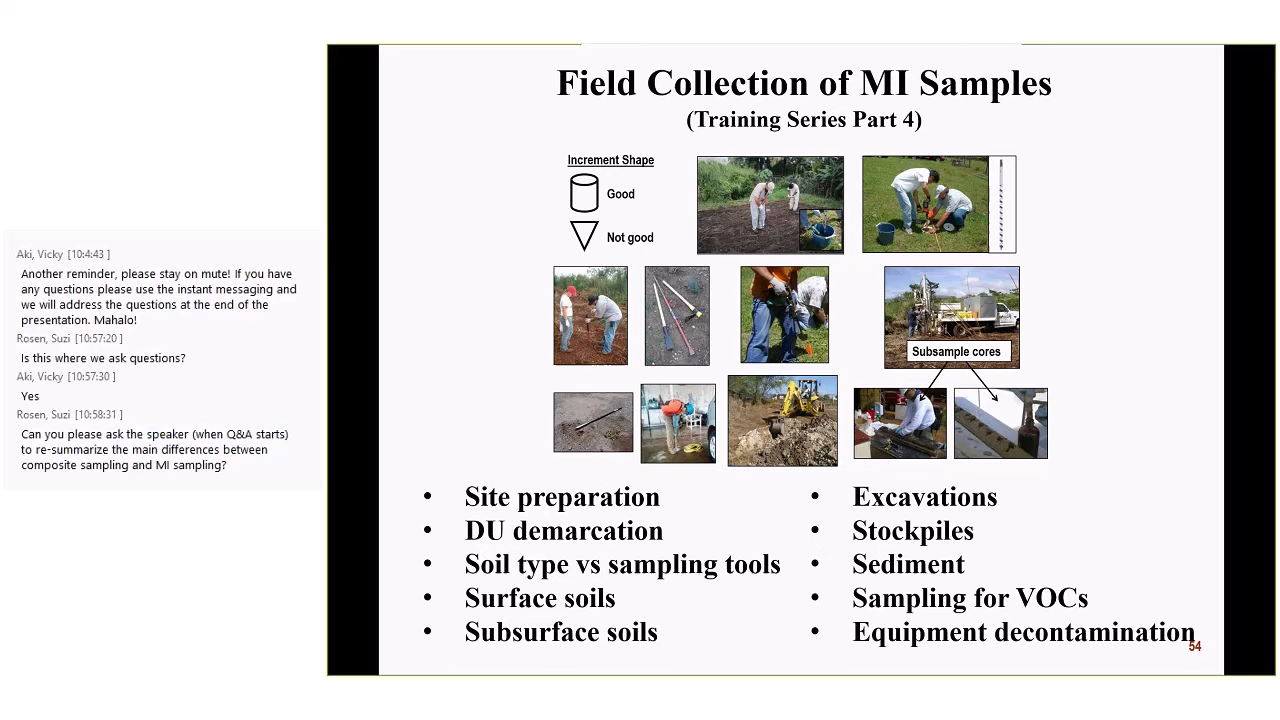 Aki, Vicky [10:4:43 ]
Another reminder, please stay on mute! If you have
any questions please use the instant messaging and
we will address the questions at the end of the
presentation. Mahalo!
Rosen, Suzi [10:57:20 ]
Is this where we ask questions?
Aki, Vicky [10:57:30 ]
Yes
Rosen, Suzi [10:58:31 ]
Can you please ask the speaker (when Q&A starts)
to re-summarize the main differences between
composite sampling and MI sampling?
Field Collection of MI Samples
(Training Series Part 4)
Increment Shape
Good
Not good
Subsample cores
• Site preparation
• DU demarcation
• Soil type vs sampling tools
• Surface soils
• Subsurface soils
• Excavations
• Stockpiles
• Sediment
• Sampling for VOCs
• Equipment decontamination
54